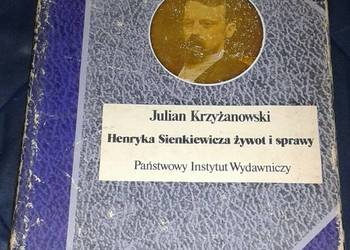 Julian Krzyżanowski
Henryka Sienkiewicza żywot i sprawy
Państwowy Instytut Wydawniczy